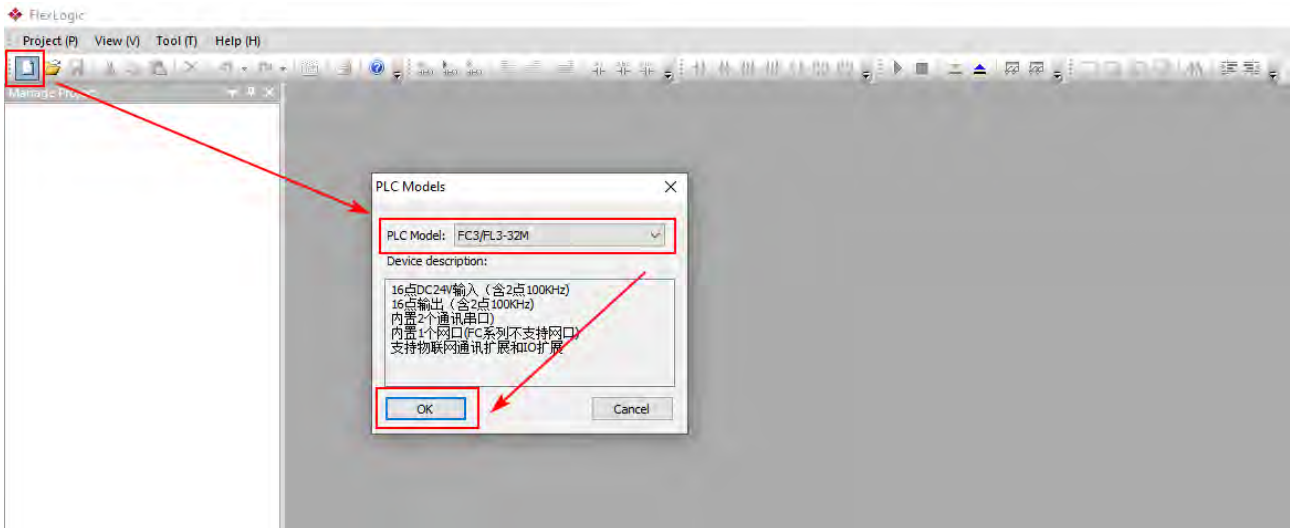 FlexLogic
Project (P) View (V) Tool (T) Help (H)
Manage Project
PLC Models
PLC Model: FC3/FL3-32M
Device description:
16点DC24V输入（含2点100KHz)
16点输出（含2点100KHz)
内置2个通讯串口)
内置1个网口(FC系列不支持网口)
支持物联网通讯扩展和IO扩展
OK Cancel